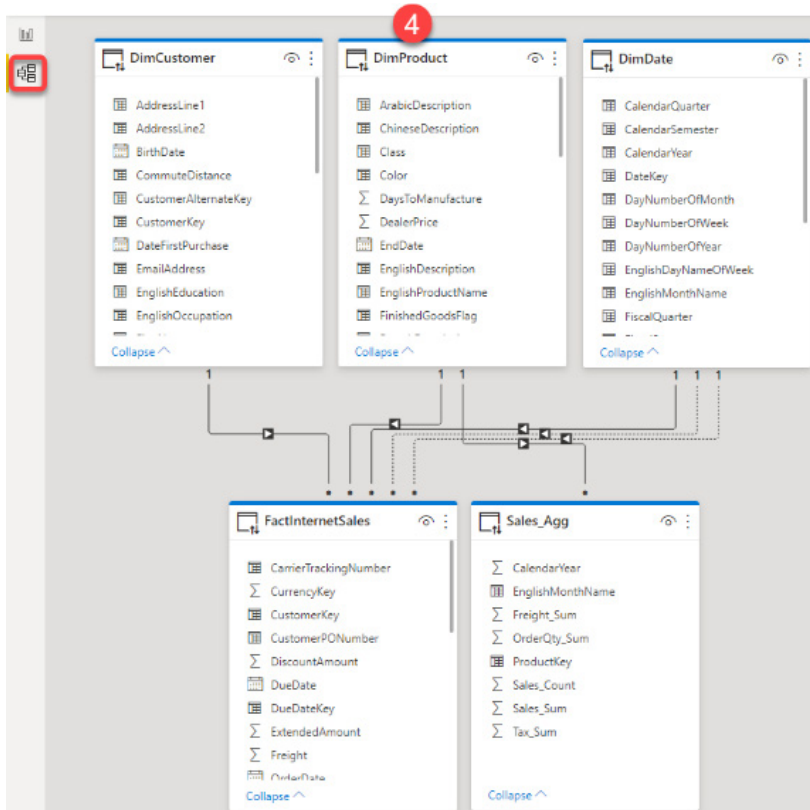 4
DimCustomer
AddressLine1
AddressLine2
BirthDate
CommuteDistance
CustomerAlternateKey
CustomerKey
DateFirstPurchase
EmailAddress
EnglishEducation
EnglishOccupation
Collapse
DimProduct
ArabicDescription
ChineseDescription
Class
Color
DaysToManufacture
DealerPrice
EndDate
EnglishDescription
EnglishProductName
FinishedGoodsFlag
Collapse
DimDate
CalendarQuarter
CalendarSemester
CalendarYear
DateKey
DayNumberOfMonth
DayNumberOfWeek
DayNumberOfYear
EnglishDayNameOfWeek
EnglishMonthName
FiscalQuarter
Collapse
1 1 1 1 1 1
* * * * * *
FactInternetSales
CarrierTrackingNumber
CurrencyKey
CustomerKey
CustomerPONumber
DiscountAmount
DueDate
DueDateKey
ExtendedAmount
Freight
OrderDate
Collapse
Sales_Agg
CalendarYear
EnglishMonthName
Freight_Sum
OrderQty_Sum
ProductKey
Sales_Count
Sales_Sum
Tax_Sum
Collapse